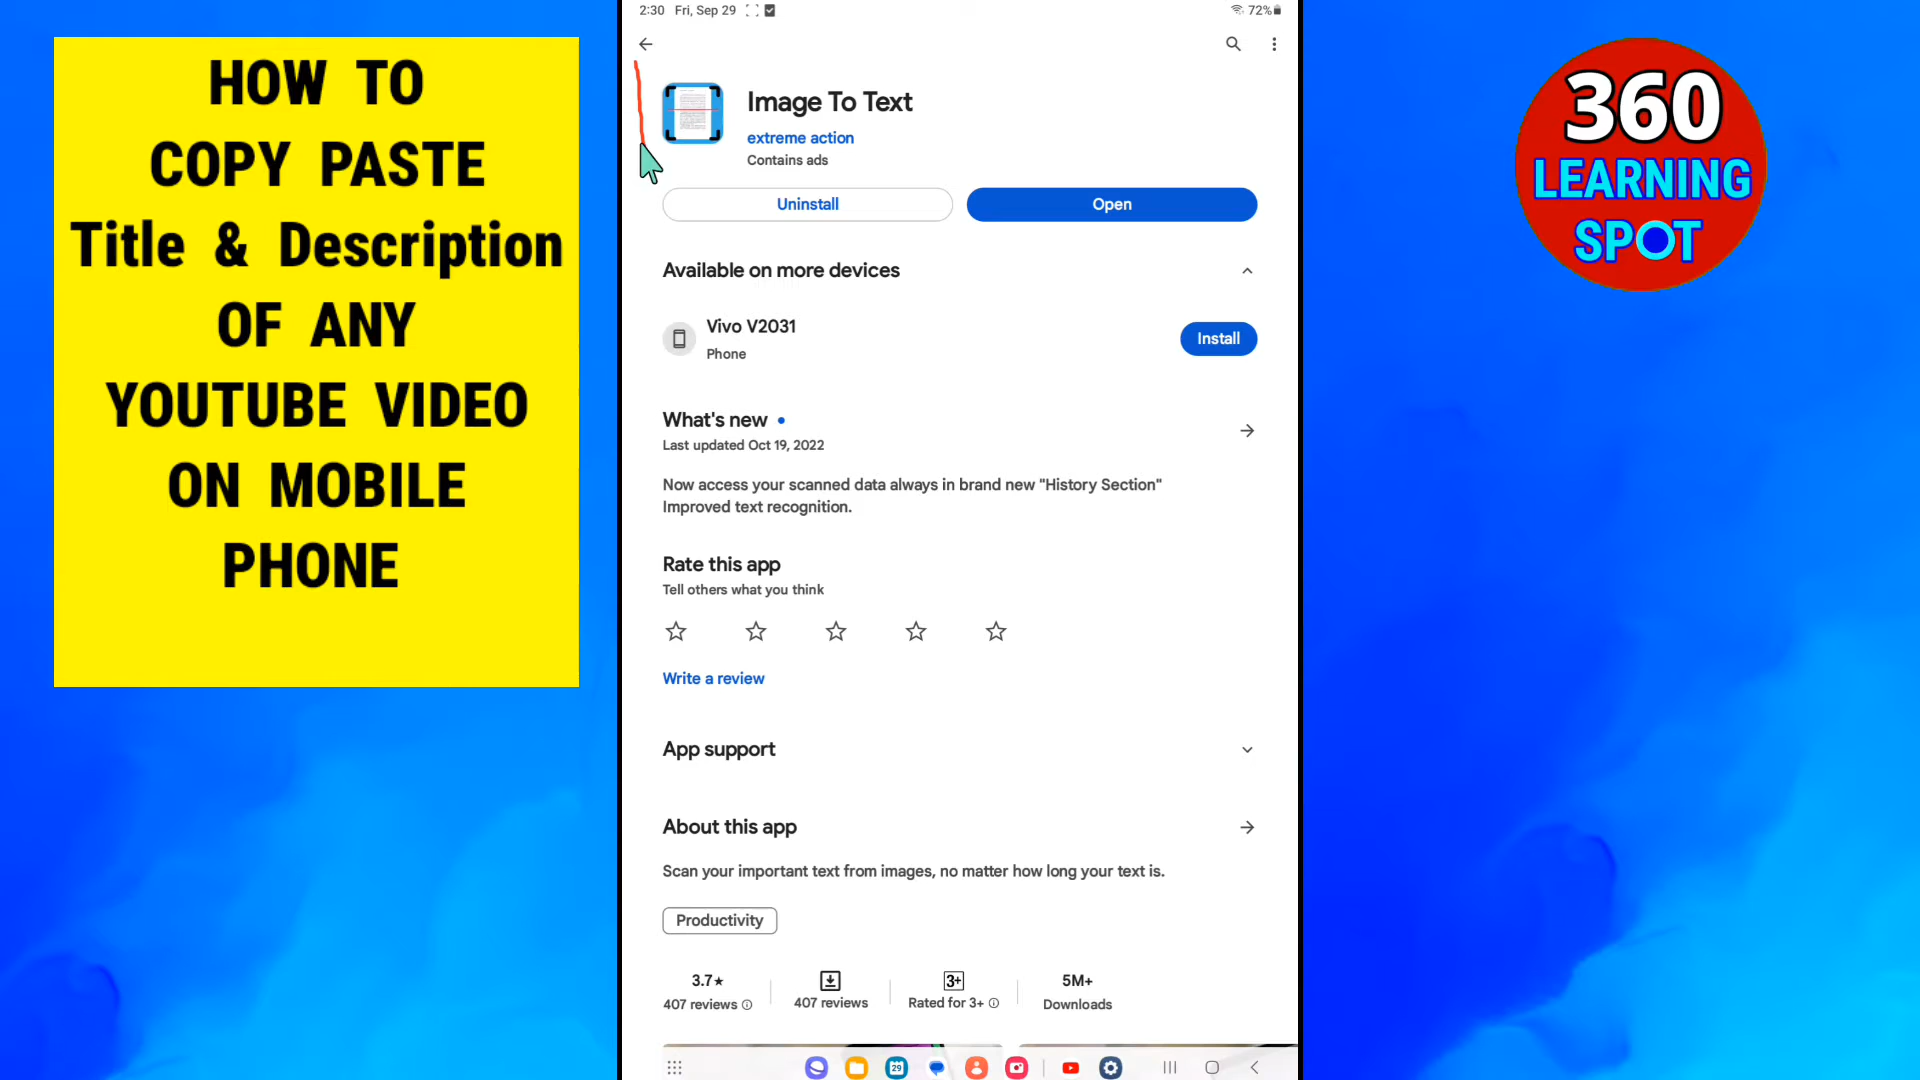 HOW TO
COPY PASTE
Title & Description
OF ANY
YOUTUBE VIDEO
ON MOBILE
PHONE
2:30 Fri, Sep 29
72%
Image To Text
extreme action
Contains ads
Uninstall
Open
Available on more devices
Vivo V2031
Phone
Install
What's new
Last updated Oct 19, 2022
Now access your scanned data always in brand new "History Section"
Improved text recognition.
Rate this app
Tell others what you think
Write a review
App support
About this app
Scan your important text from images, no matter how long your text is.
Productivity
3.7★
407 reviews
407 reviews
3+
Rated for 3+
5M+
Downloads
29
360
LEARNING
SPOT